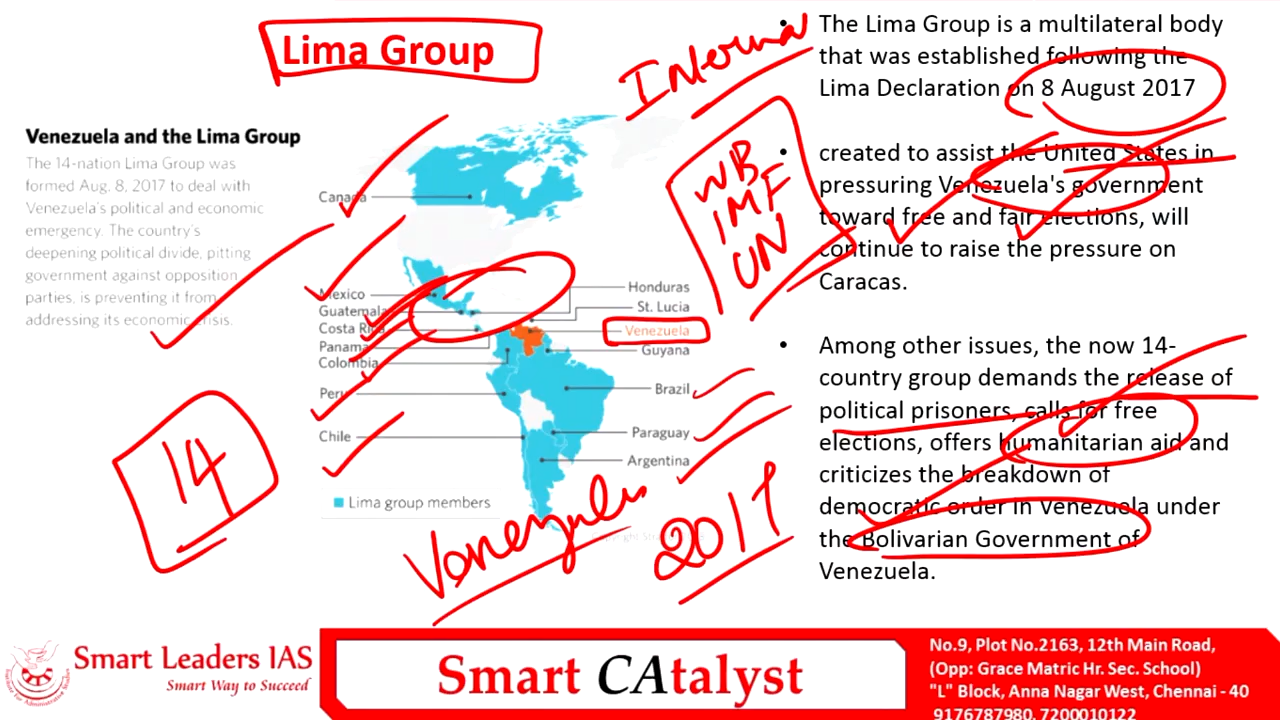 Lima Group
Interna
Venezuela and the Lima Group
The 14-nation Lima Group was
formed Aug. 8, 2017 to deal with
Venezuela's political and economic
emergency. The country's
deepening political divide, pitting
government against opposition
parties, is preventing it from
addressing its economic crisis.
14
Canada
Mexico
Guatemala
Costa Rica
Panama
Colombia
Peru
Chile
Honduras
St. Lucia
Venezuela
Guyana
Brazil
Paraguay
Argentina
Lima group members
WB
IMF
UN
2017
• The Lima Group is a multilateral body
that was established following the
Lima Declaration on 8 August 2017
• created to assist the United States in
pressuring Venezuela's government
toward free and fair elections, will
continue to raise the pressure on
Caracas.
• Among other issues, the now 14-
country group demands the release of
political prisoners, calls for free
elections, offers humanitarian aid and
criticizes the breakdown of
democratic order in Venezuela under
the Bolivarian Government of
Venezuela.
Smart Leaders IAS
Smart Way to Succeed
Smart CAtalyst
No.9, Plot No.2163, 12th Main Road,
(Opp: Grace Matric Hr. Sec. School)
"L" Block, Anna Nagar West, Chennai - 40
9176787980, 7200010122